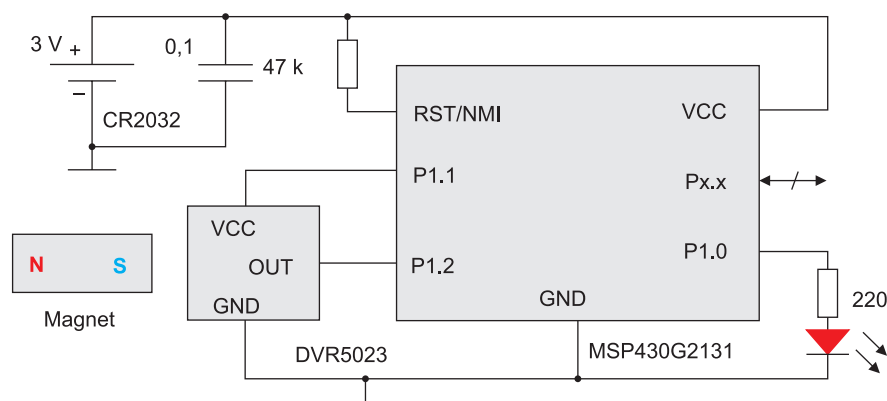 3 V
+
0,1
47 k
−
CR2032
RST/NMI
VCC
P1.1
Px.x
VCC
OUT
P1.2
P1.0
GND
GND
N
S
Magnet
220
DVR5023
MSP430G2131